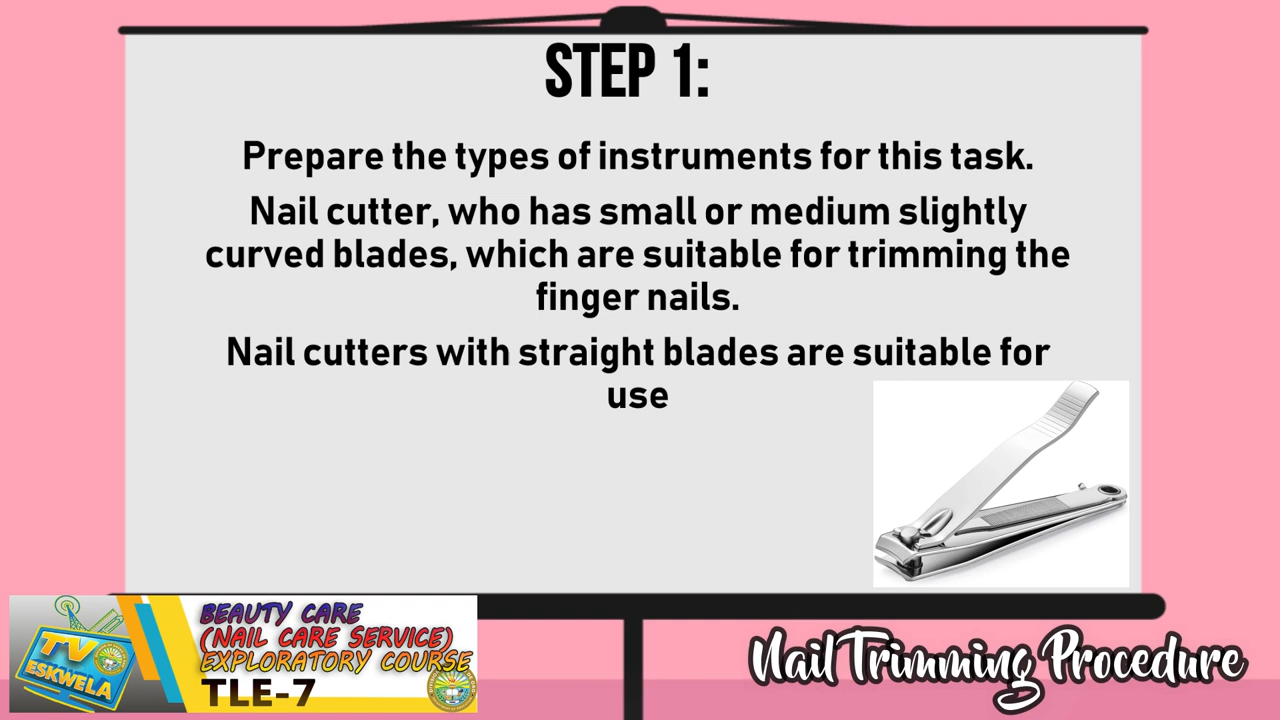 STEP 1:
Prepare the types of instruments for this task.
Nail cutter, who has small or medium slightly
curved blades, which are suitable for trimming the
finger nails.
Nail cutters with straight blades are suitable for
use
TV
ESKWELA
BEAUTY CARE
(NAIL CARE SERVICE)
EXPLORATORY COURSE
TLE-7
Nail Trimming Procedure